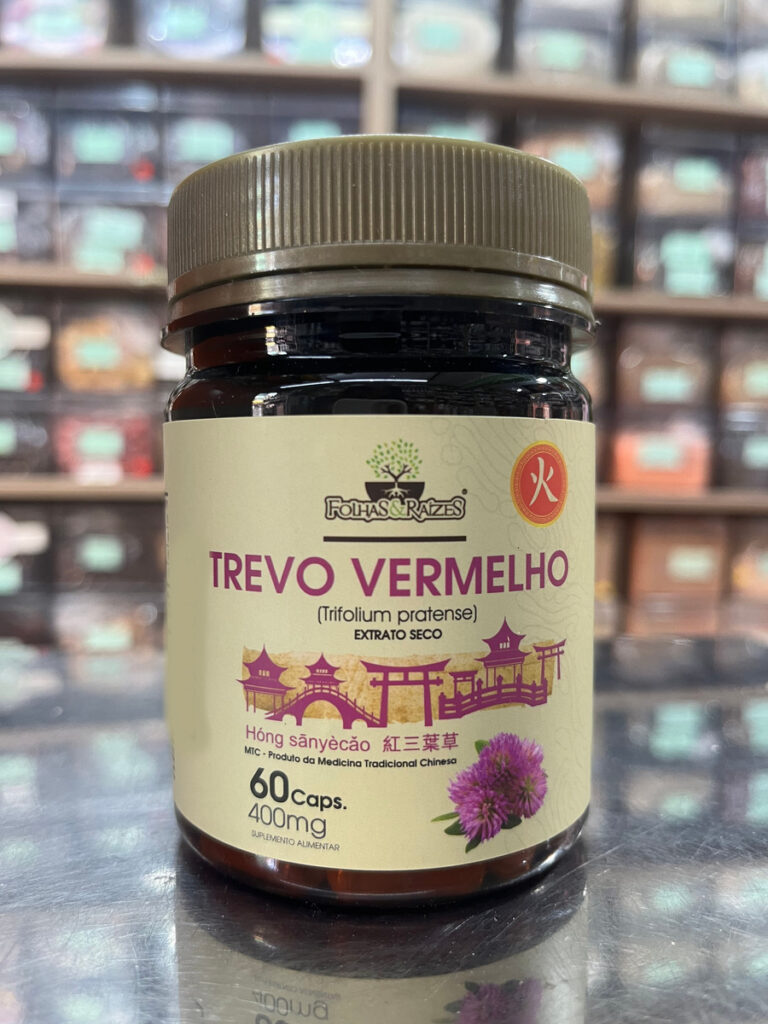 FOLHAS&RAÍZES®
火
TREVO VERMELHO
(Trifolium pratense)
EXTRATO SECO
Hóng sānyècǎo 紅三葉草
MTC - Produto da Medicina Tradicional Chinesa
60 Caps.
400mg
SUPLEMENTO ALIMENTAR